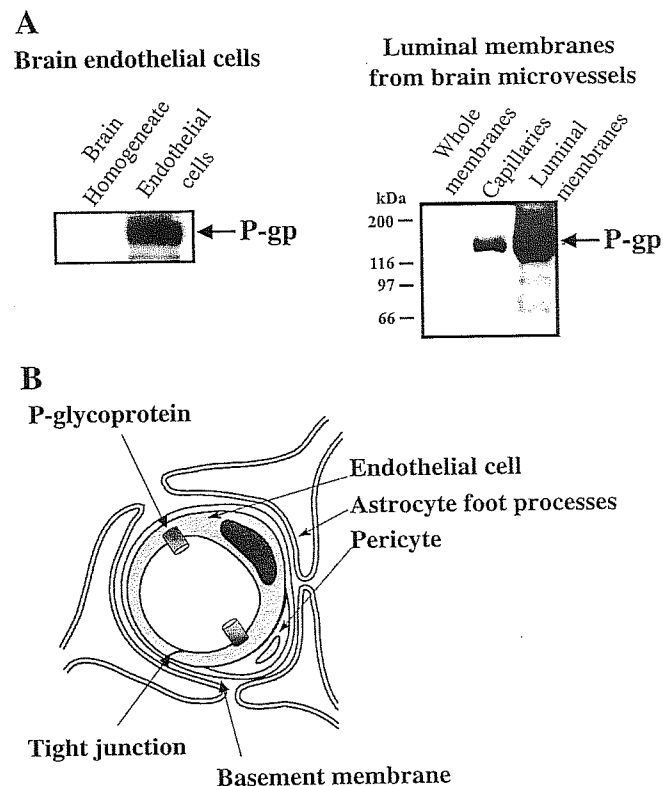 A
Brain endothelial cells
Brain
Homogeneate
Endothelial
cells
P-gp
Luminal membranes
from brain microvessels
Whole
membranes
Capillaries
Luminal
membranes
kDa
200
116
97
66
P-gp
B
P-glycoprotein
Endothelial cell
Astrocyte foot processes
Pericyte
Tight junction
Basement membrane